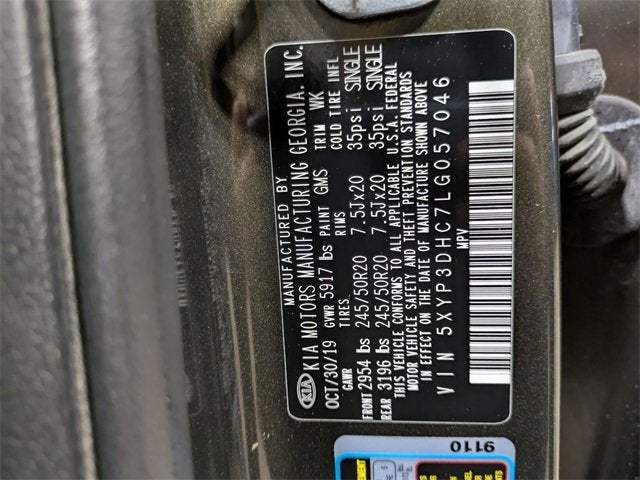 MANUFACTURED BY
KIA KIA MOTORS MANUFACTURING GEORGIA, INC.
OCT/30/19 GVWR 5917 lbs PAINT GMS TRIM WK
GAWR TIRES RIMS COLD TIRE INFL
FRONT 2954 lbs 245/50R20 7.5Jx20 35psi SINGLE
REAR 3196 lbs 245/50R20 7.5Jx20 35psi SINGLE
THIS VEHICLE CONFORMS TO ALL APPLICABLE U.S.A. FEDERAL
MOTOR VEHICLE SAFETY AND THEFT PREVENTION STANDARDS
IN EFFECT ON THE DATE OF MANUFACTURE SHOWN ABOVE
VIN 5XYP3DHC7LG057046
MPV
9110